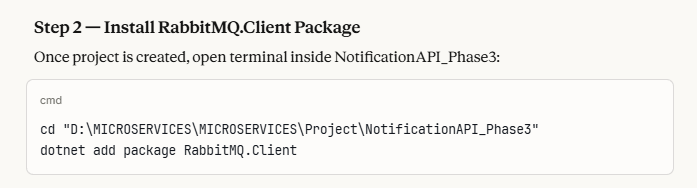 Step 2 — Install RabbitMQ.Client Package
Once project is created, open terminal inside NotificationAPI_Phase3:
cmd
cd "D:\MICROSERVICES\MICROSERVICES\Project\NotificationAPI_Phase3"
dotnet add package RabbitMQ.Client